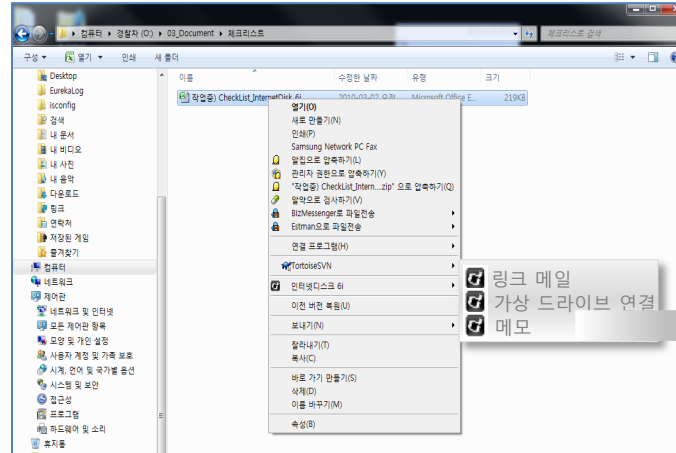 컴퓨터 ▸ 경찰자 (O:) ▸ 03_Document ▸ 체크리스트
체크리스트 검색
구성 ▾ 열기 ▾ 인쇄 새 폴더
이름 수정한 날짜 유형 크기
작업중) CheckList_InternetDisk_6i 2010-03-02 오전 Microsoft Office E... 219KB
Desktop
EurekaLog
isconfig
검색
내 문서
내 비디오
내 사진
내 음악
다운로드
링크
연락처
저장된 게임
즐겨찾기
컴퓨터
네트워크
제어판
네트워크 및 인터넷
모든 제어판 항목
모양 및 개인 설정
사용자 계정 및 가족 보호
시계, 언어 및 국가별 옵션
시스템 및 보안
접근성
프로그램
하드웨어 및 소리
휴지통
열기(O)
새로 만들기(N)
인쇄(P)
Samsung Network PC Fax
알집으로 압축하기(L)
관리자 권한으로 압축하기(Y)
"작업중) CheckList_Intern....zip" 으로 압축하기(Q)
알약으로 검사하기(V)
BizMessenger로 파일전송
Estman으로 파일전송
연결 프로그램(H)
TortoiseSVN
인터넷디스크 6i
이전 버전 복원(U)
보내기(N)
잘라내기(T)
복사(C)
바로 가기 만들기(S)
삭제(D)
이름 바꾸기(M)
속성(B)
링크 메일
가상 드라이브 연결
메모